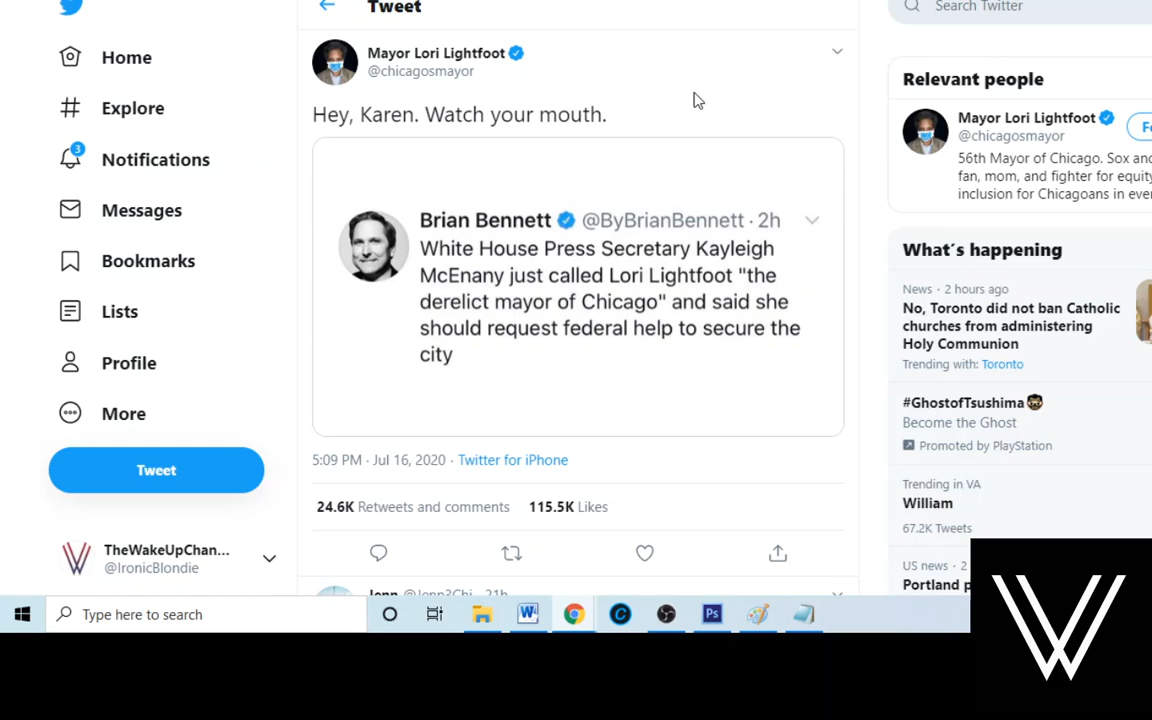 Tweet
Search Twitter
Home
Explore
3
Notifications
Messages
Bookmarks
Lists
Profile
More
Tweet
TheWakeUpChan...
@IronicBlondie
Mayor Lori Lightfoot
@chicagosmayor
Hey, Karen. Watch your mouth.
Brian Bennett @ByBrianBennett · 2h
White House Press Secretary Kayleigh
McEnany just called Lori Lightfoot "the
derelict mayor of Chicago" and said she
should request federal help to secure the
city
5:09 PM · Jul 16, 2020 · Twitter for iPhone
24.6K Retweets and comments 115.5K Likes
21h
Relevant people
Mayor Lori Lightfoot
@chicagosmayor
56th Mayor of Chicago. Sox and
fan, mom, and fighter for equity
inclusion for Chicagoans in ever
What's happening
News · 2 hours ago
No, Toronto did not ban Catholic
churches from administering
Holy Communion
Trending with: Toronto
#GhostofTsushima
Become the Ghost
Promoted by PlayStation
Trending in VA
William
67.2K Tweets
US news · 2
Portland p
Type here to search
W
C
Ps
W